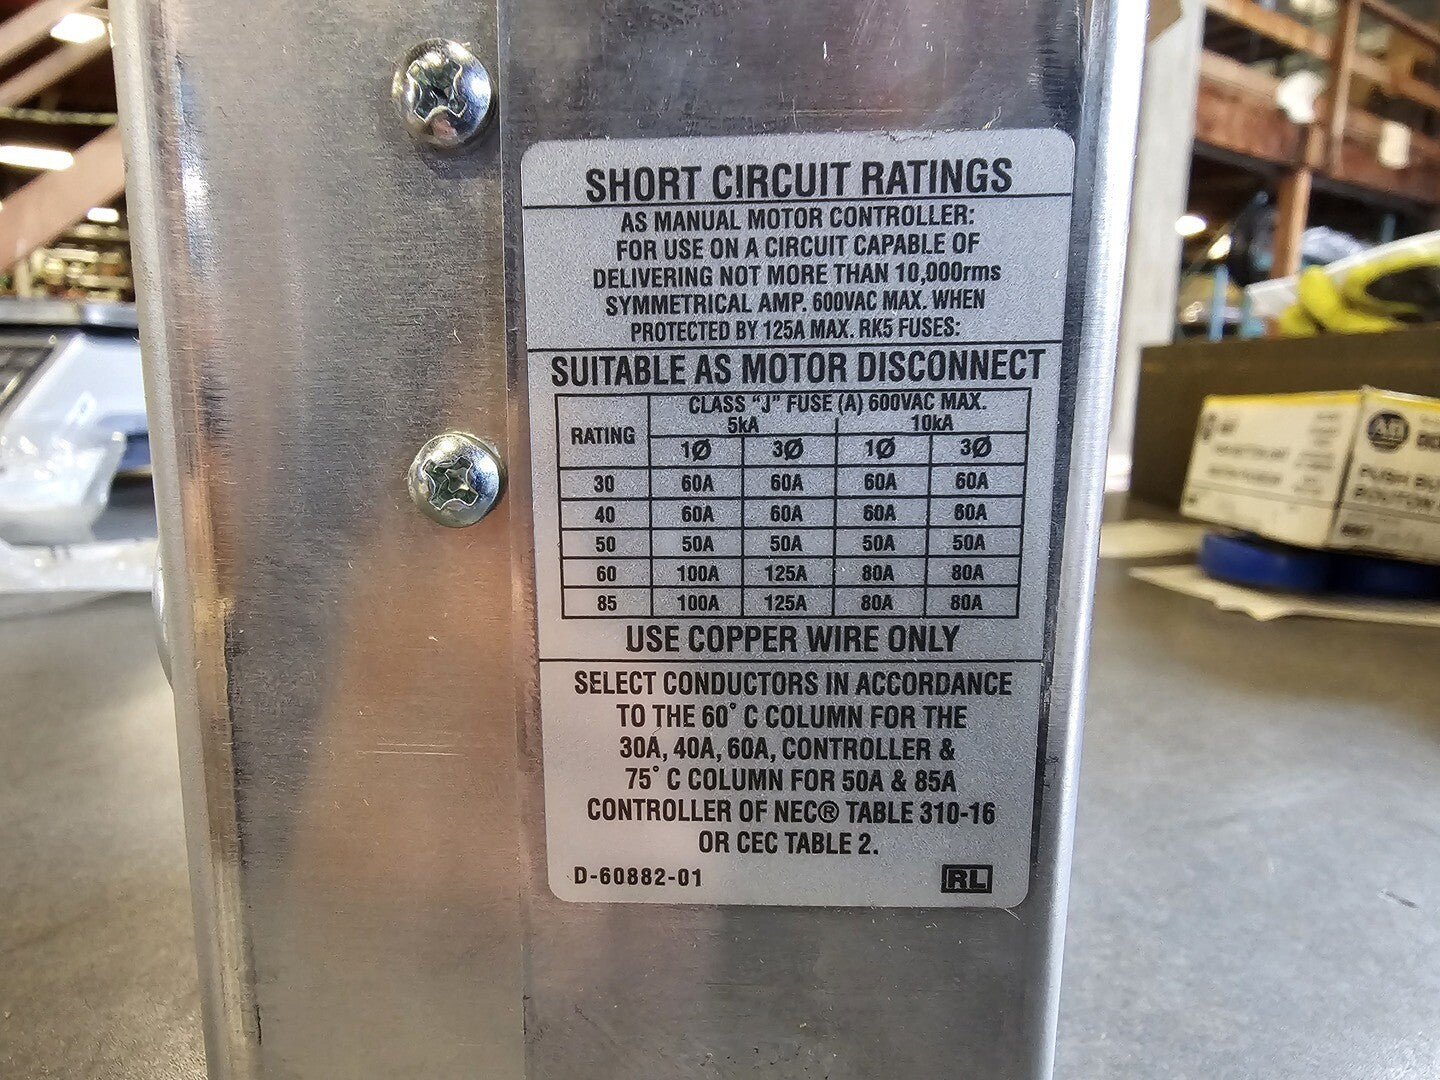 SHORT CIRCUIT RATINGS
AS MANUAL MOTOR CONTROLLER:
FOR USE ON A CIRCUIT CAPABLE OF
DELIVERING NOT MORE THAN 10,000rms
SYMMETRICAL AMP. 600VAC MAX. WHEN
PROTECTED BY 125A MAX. RK5 FUSES:
SUITABLE AS MOTOR DISCONNECT
RATING CLASS "J" FUSE (A) 600VAC MAX.
5kA 10kA
1Ø 3Ø 1Ø 3Ø
30 60A 60A 60A 60A
40 60A 60A 60A 60A
50 50A 50A 50A 50A
60 100A 125A 80A 80A
85 100A 125A 80A 80A
USE COPPER WIRE ONLY
SELECT CONDUCTORS IN ACCORDANCE
TO THE 60° C COLUMN FOR THE
30A, 40A, 60A, CONTROLLER &
75° C COLUMN FOR 50A & 85A
CONTROLLER OF NEC® TABLE 310-16
OR CEC TABLE 2.
D-60882-01 RL
AB
PUSH BU
BOUTON